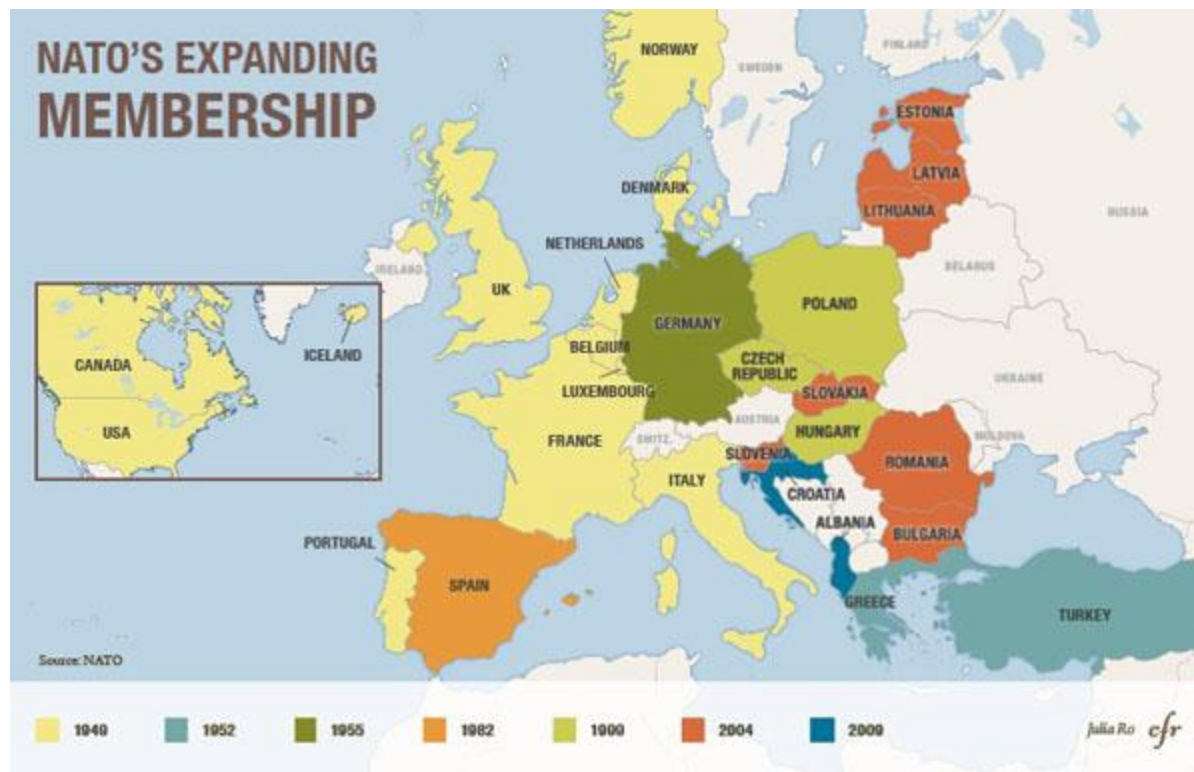 NATO'S EXPANDING
MEMBERSHIP
NORWAY
SWEDEN
FINLAND
ESTONIA
LATVIA
LITHUANIA
RUSSIA
DENMARK
NETHERLANDS
IRELAND
UK
BELARUS
GERMANY
POLAND
BELGIUM
LUXEMBOURG
CZECH
REPUBLIC
SLOVAKIA
UKRAINE
CANADA
ICELAND
USA
FRANCE
SWITZ.
AUSTRIA
HUNGARY
MOLDOVA
SLOVENIA
ROMANIA
ITALY
CROATIA
ALBANIA
BULGARIA
PORTUGAL
SPAIN
GREECE
TURKEY
Source: NATO
1949
1952
1955
1982
1999
2004
2009
Julia Ro
cfr